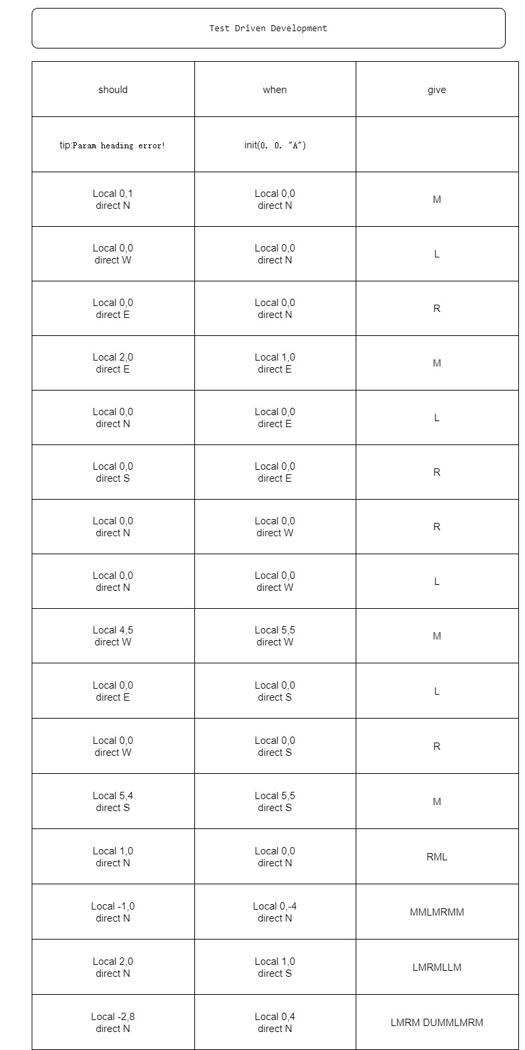 Test Driven Development
should when give
tip:Param heading error! init(0, 0, "A")
Local 0,1 Local 0,0
direct N direct N
M
Local 0,0 Local 0,0
direct W direct N
L
Local 0,0 Local 0,0
direct E direct N
R
Local 2,0 Local 1,0
direct E direct E
M
Local 0,0 Local 0,0
direct N direct E
L
Local 0,0 Local 0,0
direct S direct E
R
Local 0,0 Local 0,0
direct N direct W
R
Local 0,0 Local 0,0
direct N direct W
L
Local 4,5 Local 5,5
direct W direct W
M
Local 0,0 Local 0,0
direct E direct S
L
Local 0,0 Local 0,0
direct W direct S
R
Local 5,4 Local 5,5
direct S direct S
M
Local 1,0 Local 0,0
direct N direct N
RML
Local -1,0 Local 0,-4
direct N direct N
MMLMRMM
Local 2,0 Local 1,0
direct N direct S
LMRMLLM
Local -2,8 Local 0,4
direct N direct N
LMRM DUMMLMRM